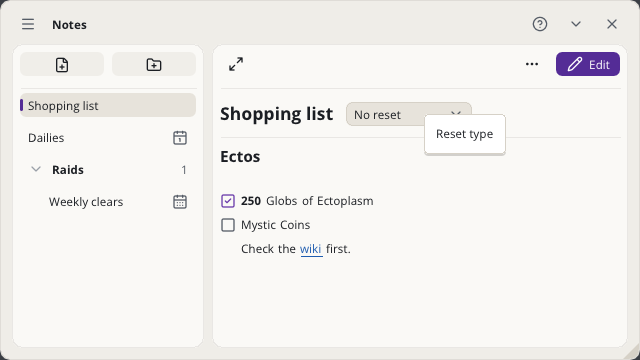 Notes
Edit
Shopping list
Dailies
Raids 1
Weekly clears
Shopping list No reset
Reset type
Ectos
250 Globs of Ectoplasm
Mystic Coins
Check the wiki first.